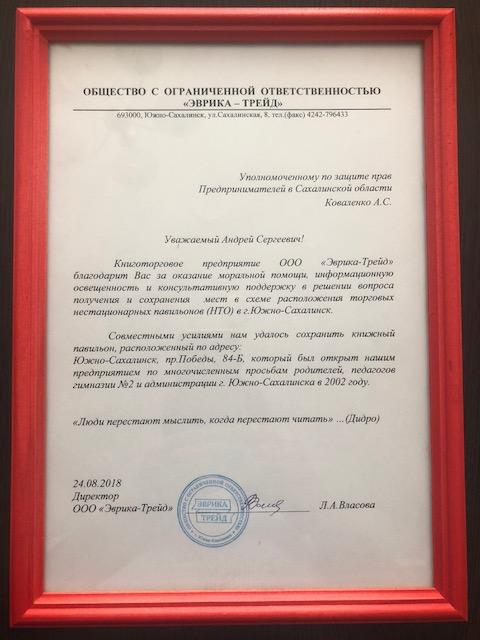 ОБЩЕСТВО С ОГРАНИЧЕННОЙ ОТВЕТСТВЕННОСТЬЮ
«ЭВРИКА – ТРЕЙД»
693000, Южно-Сахалинск, ул.Сахалинская, 8, тел.(факс) 4242-796433
Уполномоченному по защите прав
Предпринимателей в Сахалинской области
Коваленко А.С.
Уважаемый Андрей Сергеевич!
Книготорговое предприятие ООО «Эврика-Трейд»
благодарит Вас за оказание моральной помощи, информационную
освещенность и консультативную поддержку в решении вопроса
получения и сохранения мест в схеме расположения торговых
нестационарных павильонов (НТО) в г.Южно-Сахалинск.
Совместными усилиями нам удалось сохранить книжный
павильон, расположенный по адресу:
Южно-Сахалинск, пр.Победы, 84-Б, который был открыт нашим
предприятием по многочисленным просьбам родителей, педагогов
гимназии №2 и администрации г. Южно-Сахалинска в 2002 году.
«Люди перестают мыслить, когда перестают читать» ...(Дидро)
24.08.2018
Директор
ООО «Эврика-Трейд»
Л.А.Власова
ЭВРИКА
ТРЕЙД